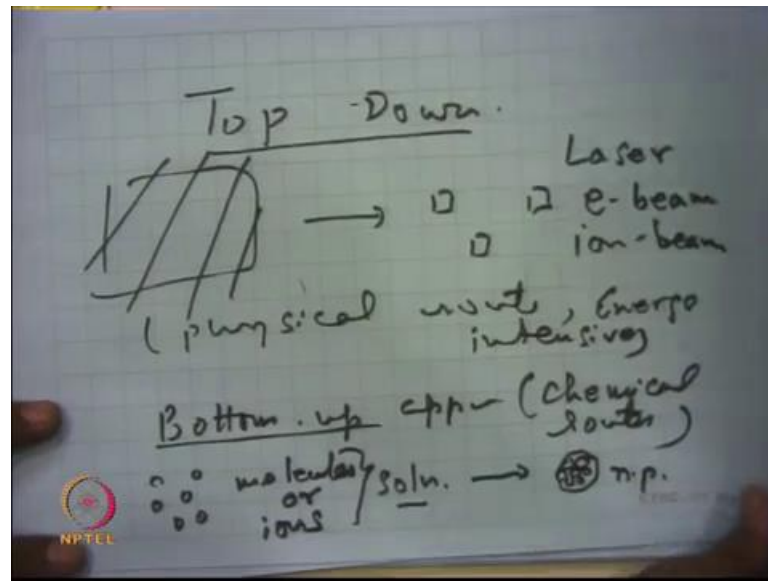 Top - Down.
Laser
e-beam
ion-beam
(physical route, Energy
intensive)
Bottom-up appr (chemical
route)
molecules
or
ions
soln. → n.p.
NPTEL